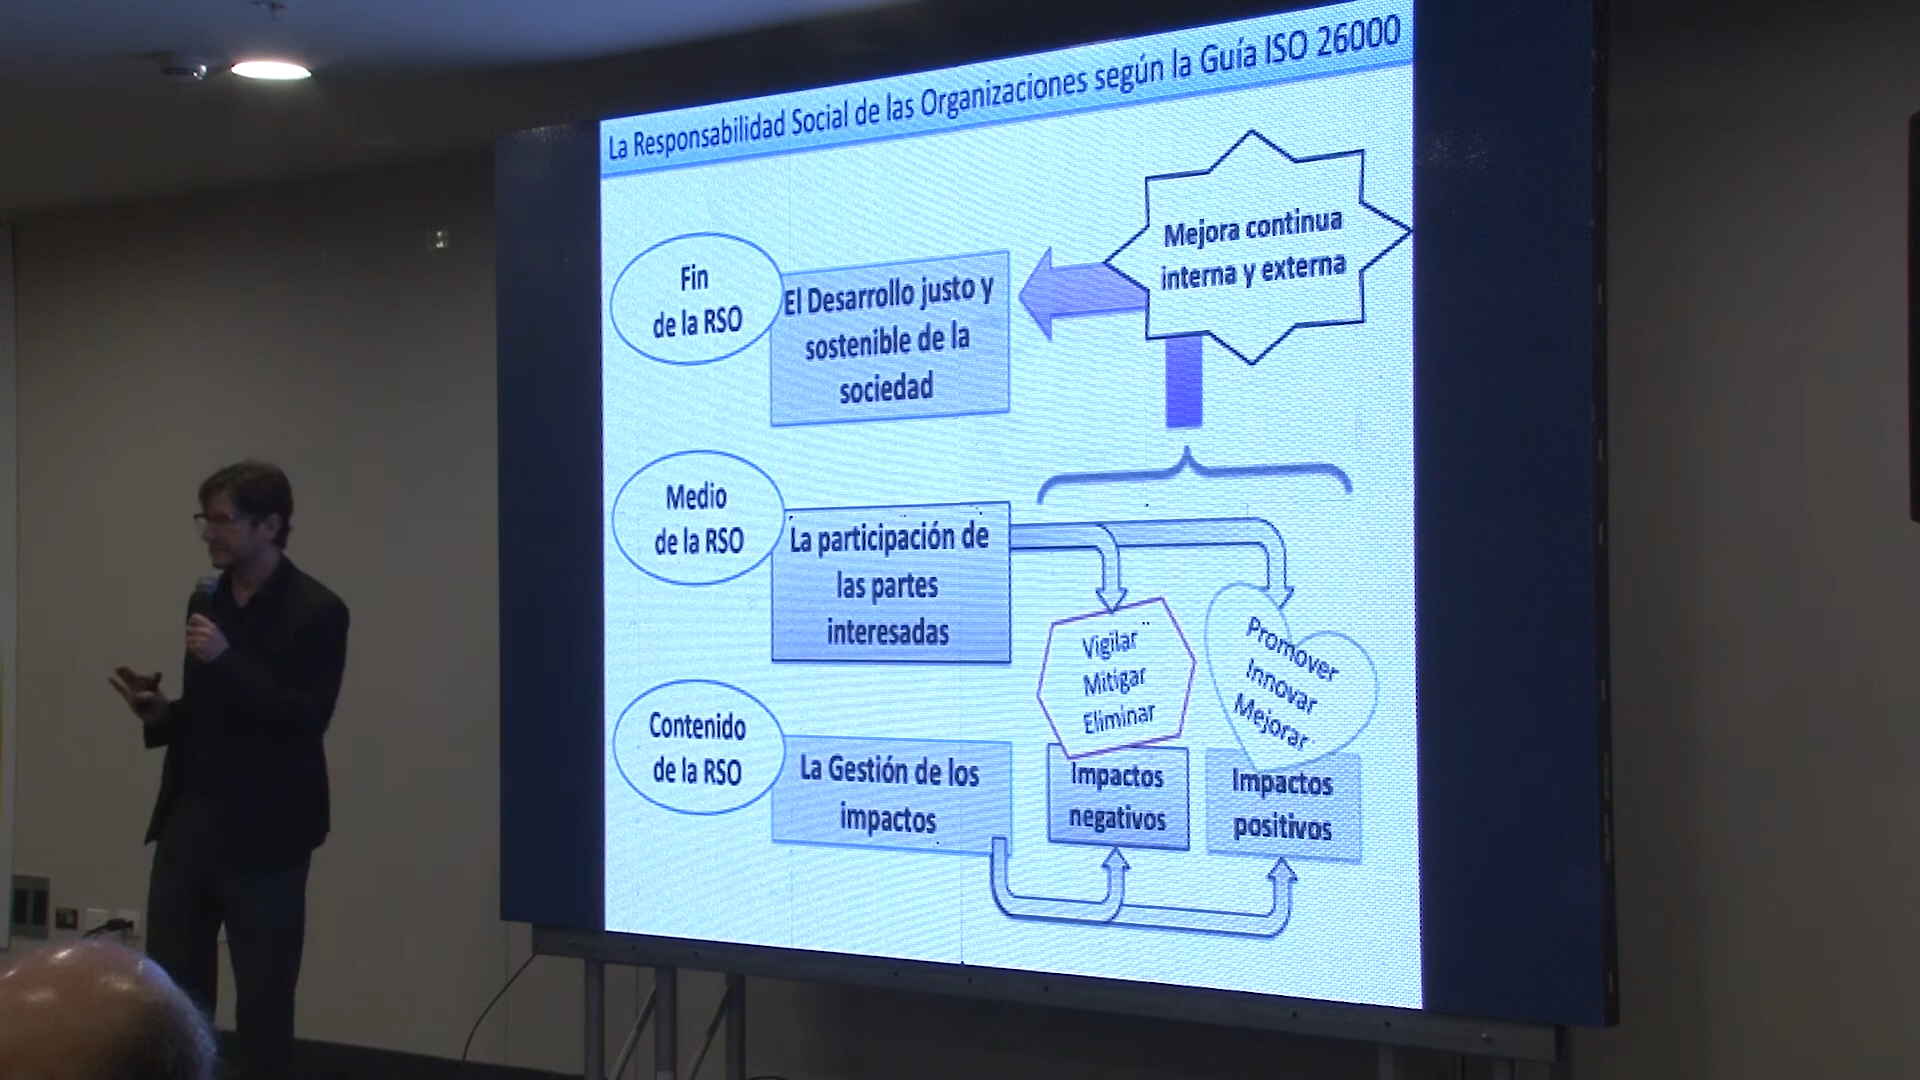 La Responsabilidad Social de las Organizaciones según la Guía ISO 26000
Mejora continua
interna y externa
Fin
de la RSO
El Desarrollo justo y
sostenible de la
sociedad
Medio
de la RSO
La participación de
las partes
interesadas
Vigilar
Mitigar
Eliminar
Promover
Innovar
Mejorar
Contenido
de la RSO
La Gestión de los
impactos
Impactos
negativos
Impactos
positivos